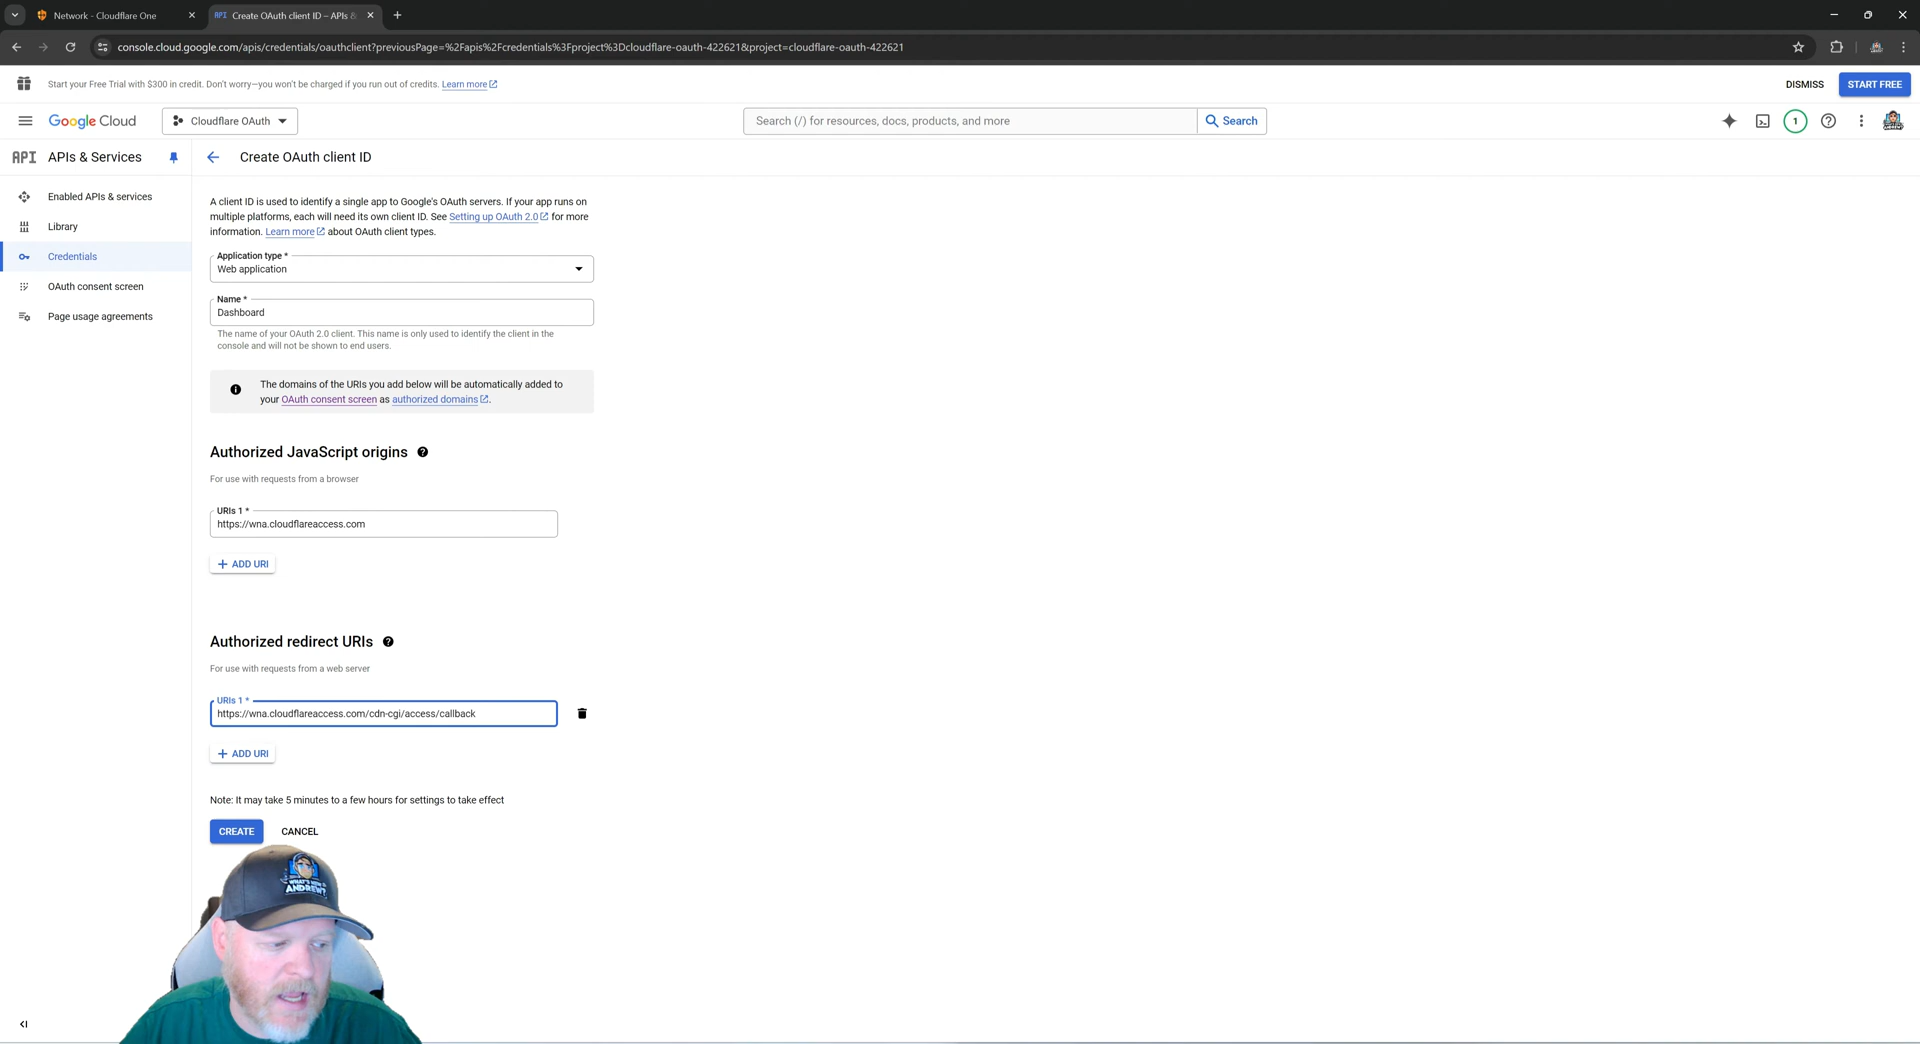 Network - Cloudflare One
API Create OAuth client ID – APIs &
console.cloud.google.com/apis/credentials/oauthclient?previousPage=%2Fapis%2Fcredentials%3Fproject%3Dcloudflare-oauth-422621&project=cloudflare-oauth-422621
Start your Free Trial with $300 in credit. Don't worry—you won't be charged if you run out of credits. Learn more
DISMISS
START FREE
Google Cloud
Cloudflare OAuth
Search (/) for resources, docs, products, and more
Search
1
API APIs & Services
Create OAuth client ID
Enabled APIs & services
Library
Credentials
OAuth consent screen
Page usage agreements
A client ID is used to identify a single app to Google's OAuth servers. If your app runs on
multiple platforms, each will need its own client ID. See Setting up OAuth 2.0 for more
information. Learn more about OAuth client types.
Application type *
Web application
Name *
Dashboard
The name of your OAuth 2.0 client. This name is only used to identify the client in the
console and will not be shown to end users.
The domains of the URIs you add below will be automatically added to
your OAuth consent screen as authorized domains.
Authorized JavaScript origins
For use with requests from a browser
URIs 1 *
https://wna.cloudflareaccess.com
+ ADD URI
Authorized redirect URIs
For use with requests from a web server
URIs 1 *
https://wna.cloudflareaccess.com/cdn-cgi/access/callback
+ ADD URI
Note: It may take 5 minutes to a few hours for settings to take effect
CREATE
CANCEL
ANDREW?